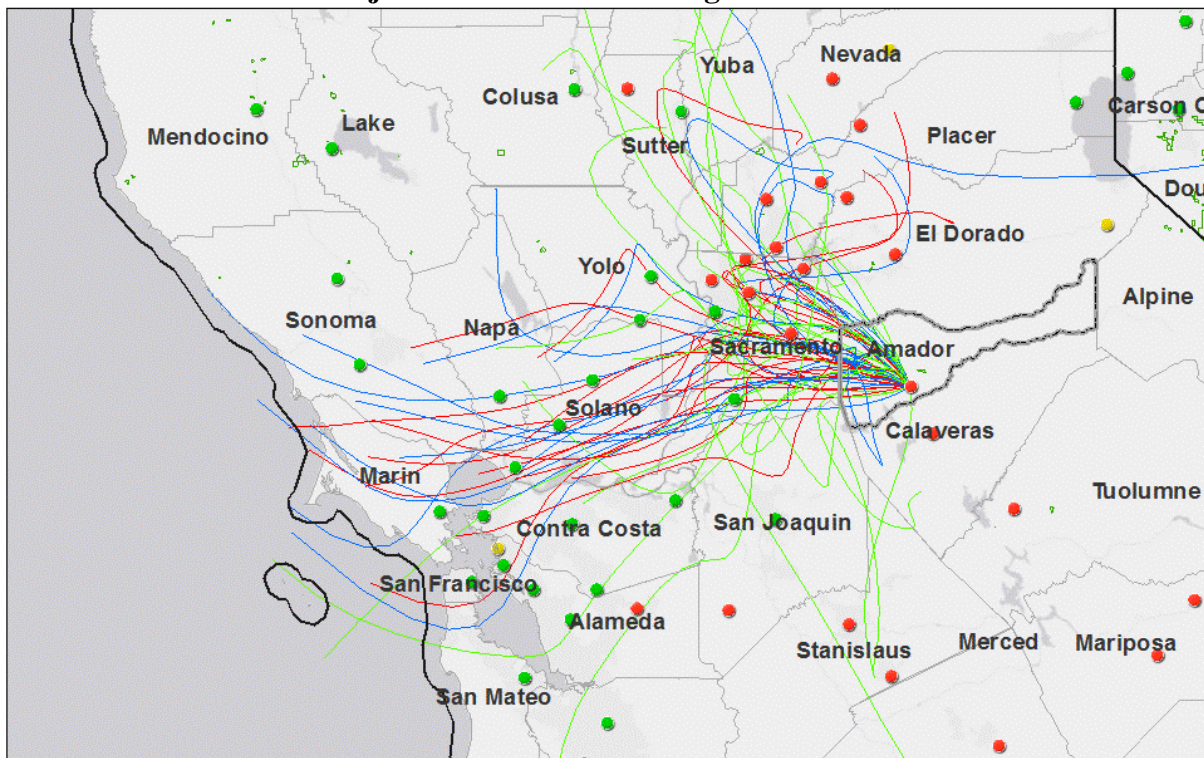 Yuba
Nevada
Colusa
Carson C
Mendocino
Lake
Placer
Sutter
Dou
El Dorado
Yolo
Alpine
Sonoma
Napa
Sacramento
Amador
Solano
Calaveras
Marin
Tuolumne
Contra Costa
San Joaquin
San Francisco
Alameda
Stanislaus
Merced
Mariposa
San Mateo